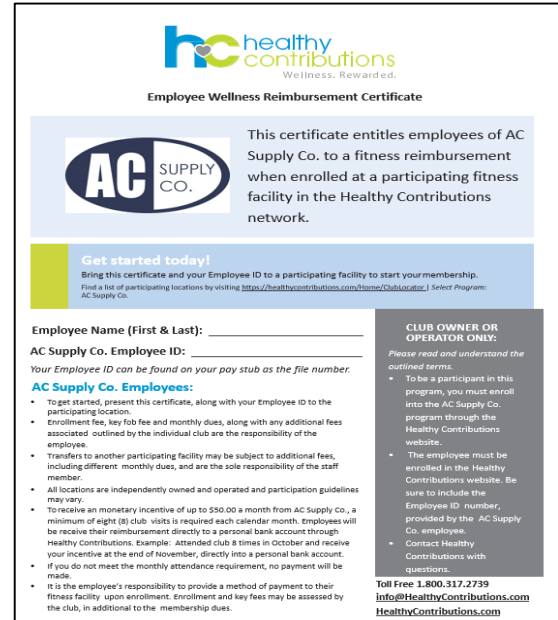 hc healthy
contributions
Wellness. Rewarded.
Employee Wellness Reimbursement Certificate
AC SUPPLY
CO.
This certificate entitles employees of AC
Supply Co. to a fitness reimbursement
when enrolled at a participating fitness
facility in the Healthy Contributions
network.
Get started today!
Bring this certificate and your Employee ID to a participating facility to start yourmembership.
Find a list of participating locations by visiting https://healthycontributions.com/Home/ClubLocator | Select Program:
AC Supply Co.
Employee Name (First & Last):
AC Supply Co. Employee ID:
Your Employee ID can be found on your pay stub as the file number.
AC Supply Co. Employees:
• To get started, present this certificate, along with your Employee ID to the
participating location.
• Enrollment fee, key fob fee and monthly dues, along with any additional fees
associated outlined by the individual club are the responsibility of the
employee.
• Transfers to another participating facility may be subject to additional fees,
including different monthly dues, and are the sole responsibility of the staff
member.
• All locations are independently owned and operated and participation guidelines
may vary.
• To receive an monetary incentive of up to $50.00 a month from AC Supply Co., a
minimum of eight (8) club visits is required each calendar month. Employees will
be receive their reimbursement directly to a personal bank account through
Healthy Contributions. Example: Attended club 8 times in October and receive
your incentive at the end of November, directly into a personal bank account.
• If you do not meet the monthly attendance requirement, no payment will be
made.
• It is the employee's responsibility to provide a method of payment to their
fitness facility upon enrollment. Enrollment and key fees may be assessed by
the club, in additional to the membership dues.
CLUB OWNER OR
OPERATOR ONLY:
Please read and understand the
outlined terms.
• To be a participant in this
program, you must enroll
into the AC Supply Co.
program through the
Healthy Contributions
website.
• The employee must be
enrolled in the Healthy
Contributions website. Be
sure to include the
Employee ID number,
provided by the AC Supply
Co. employee.
• Contact Healthy
Contributions with
questions.
Toll Free 1.800.317.2739
info@HealthyContributions.com
HealthyContributions.com